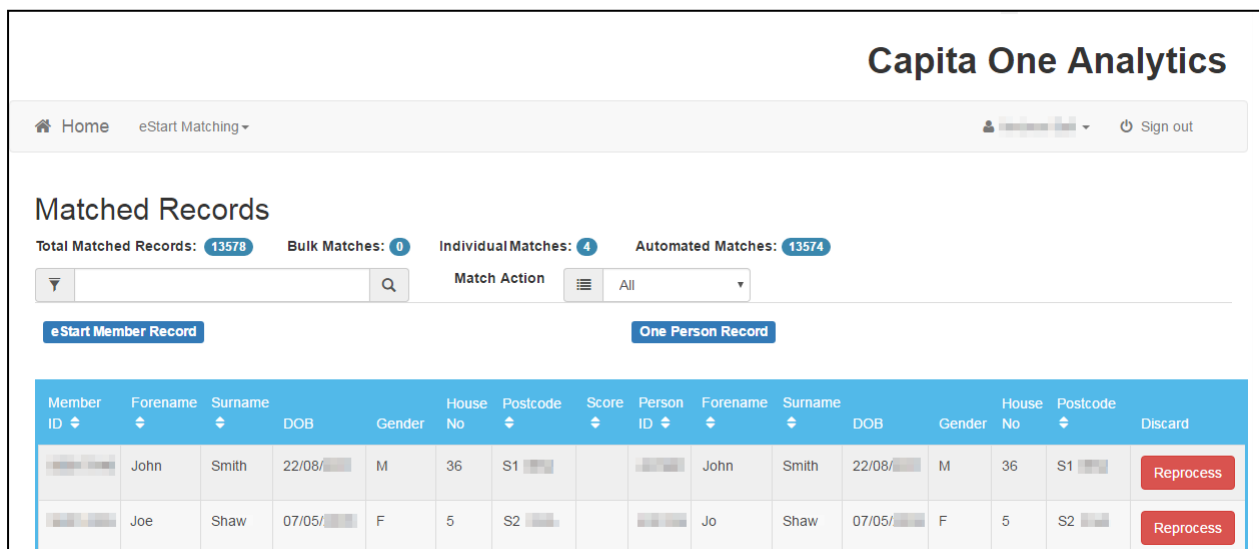 Capita One Analytics
Home eStart Matching Sign out
Matched Records
Total Matched Records: 13578 Bulk Matches: 0 Individual Matches: 4 Automated Matches: 13574
Match Action All
eStart Member Record One Person Record
Member ID Forename Surname DOB Gender House No Postcode Score Person ID Forename Surname DOB Gender House No Postcode Discard
John Smith 22/08/ M 36 S1 John Smith 22/08/ M 36 S1 Reprocess
Joe Shaw 07/05/ F 5 S2 Jo Shaw 07/05/ F 5 S2 Reprocess